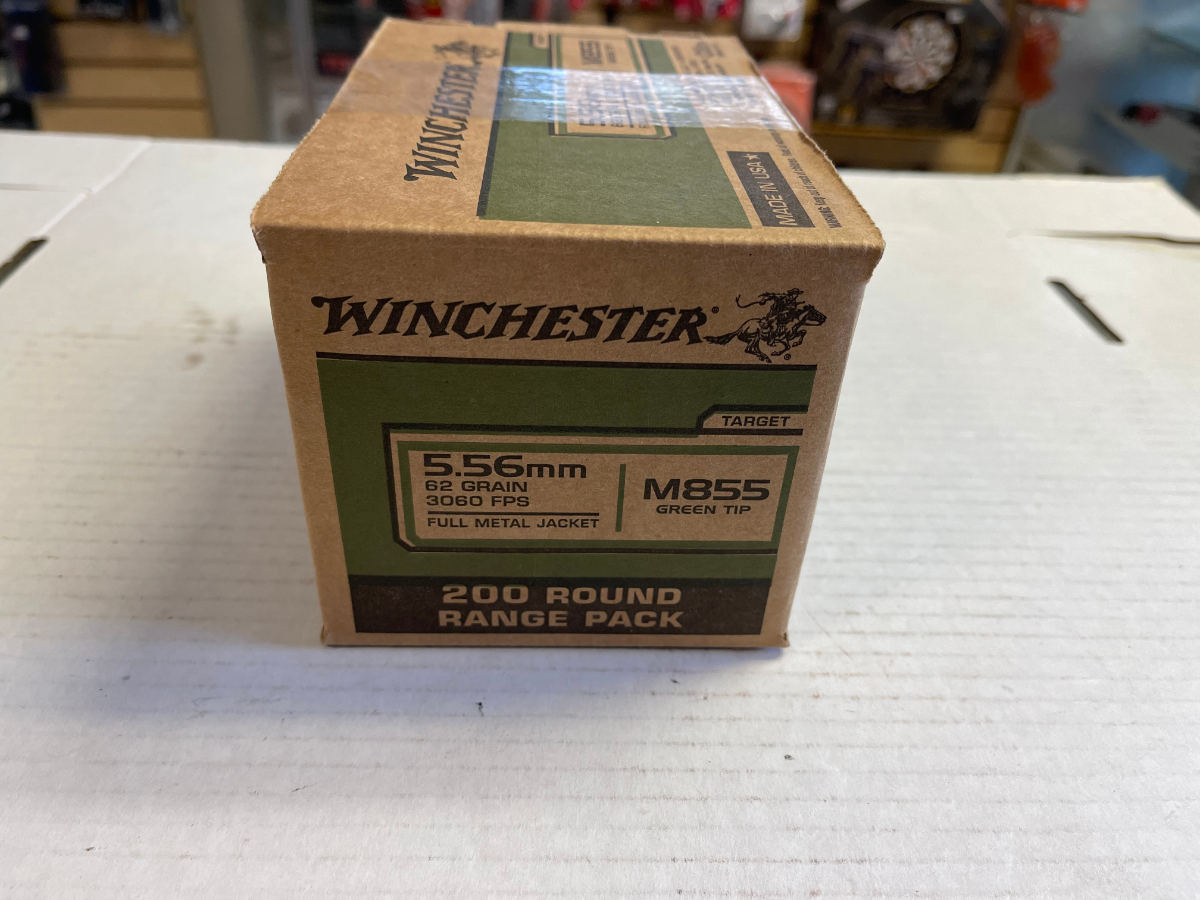 WINCHESTER
M855
MADE IN USA
WINCHESTER®
TARGET
5.56mm
62 GRAIN
3060 FPS
FULL METAL JACKET
M855
GREEN TIP
200 ROUND
RANGE PACK